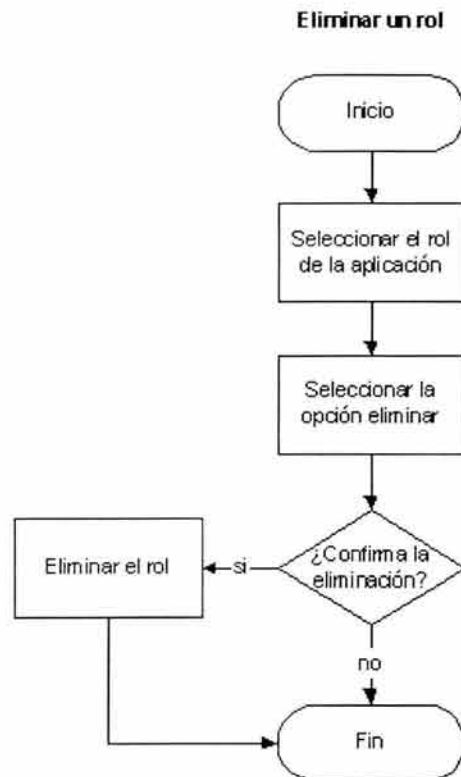 Eliminar un rol
Inicio
Seleccionar el rol
de la aplicación
Seleccionar la
opción eliminar
¿Confirma la
eliminación?
si
Eliminar el rol
no
Fin